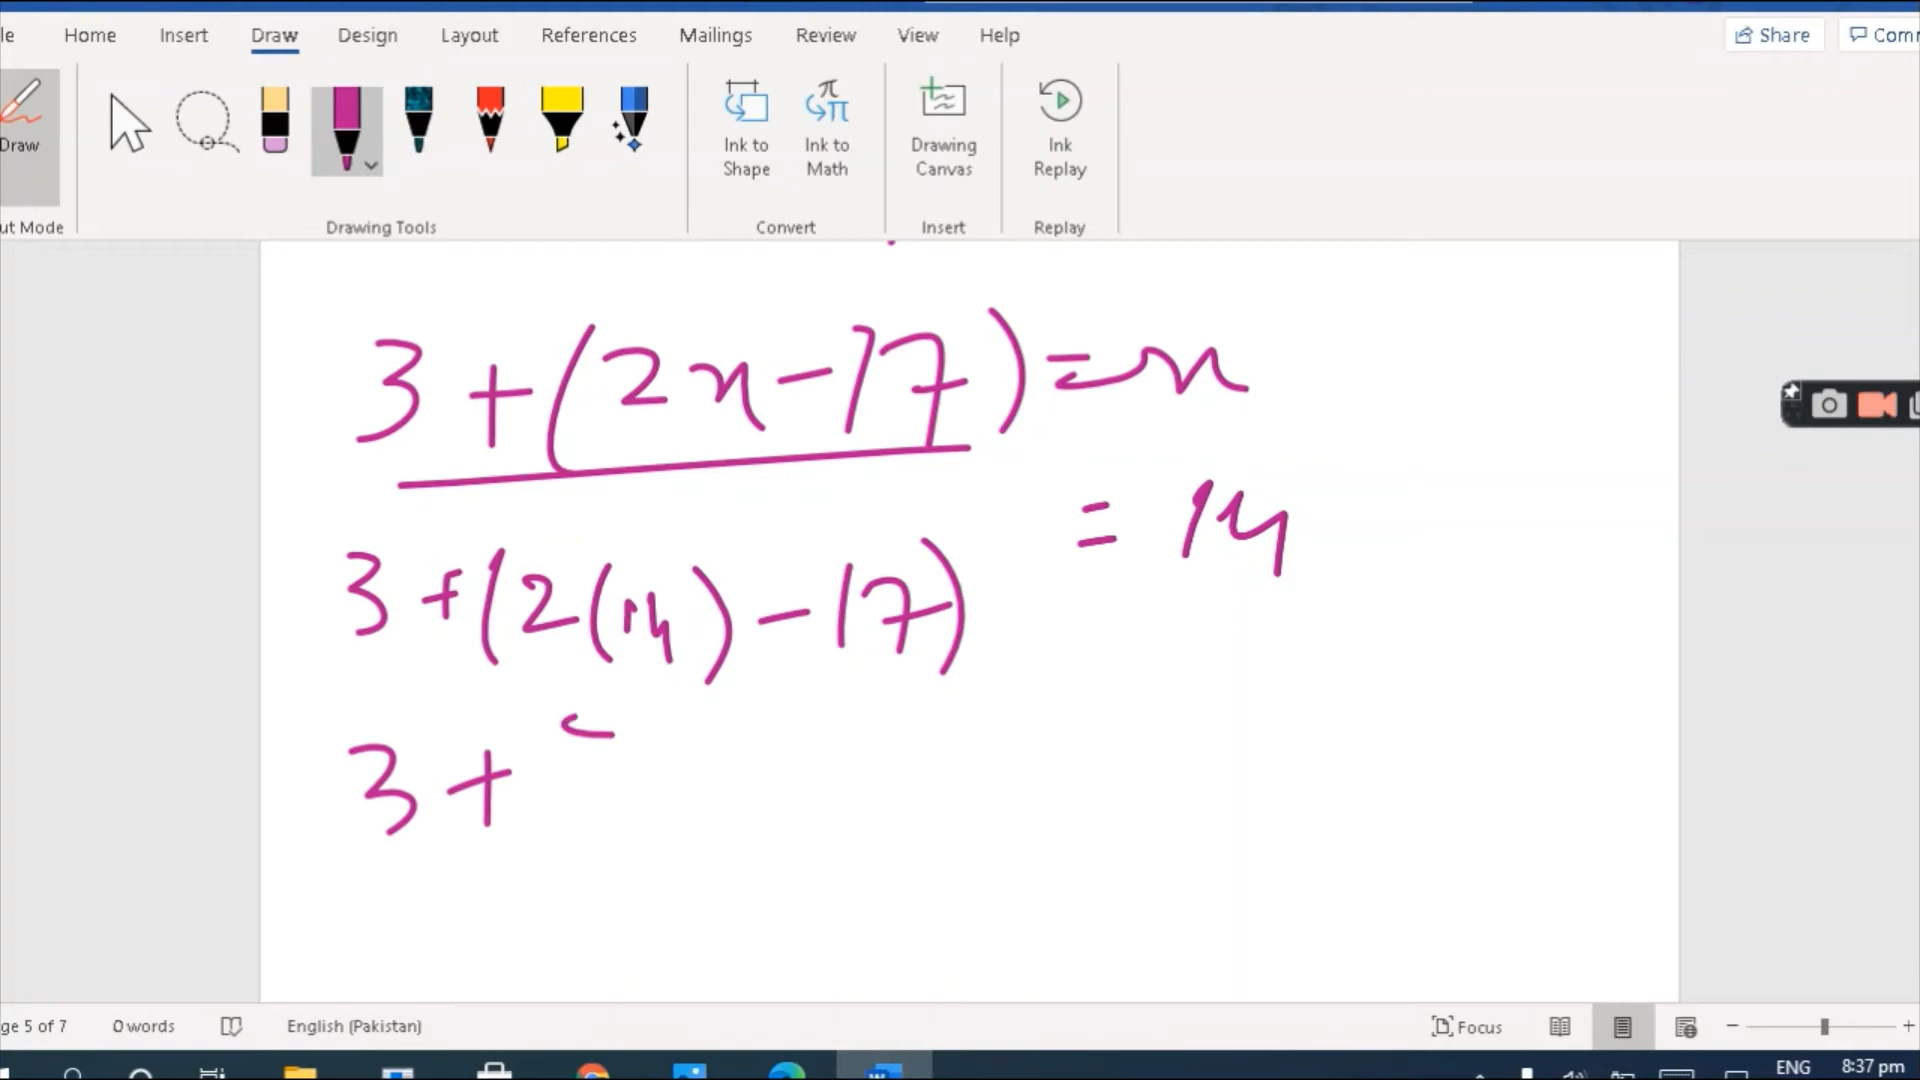 le Home Insert Draw Design Layout References Mailings Review View Help Share Comm
Draw Ink to Shape Ink to Math Drawing Canvas Ink Replay
ut Mode Drawing Tools Convert Insert Replay
3+(2x-17)=x
= 14
3+(2(14)-17)
3+
ge 5 of 7 0 words English (Pakistan) Focus
ENG 8:37 pm